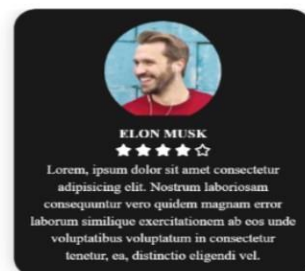 ELON MUSK
Lorem, ipsum dolor sit amet consectetur
adipisicing elit. Nostrum laboriosam
consequuntur vero quidem magnam error
laborum similique exercitationem ab eos unde
voluptatibus voluptatum in consectetur
tenetur, ea, distinctio eligendi vel.